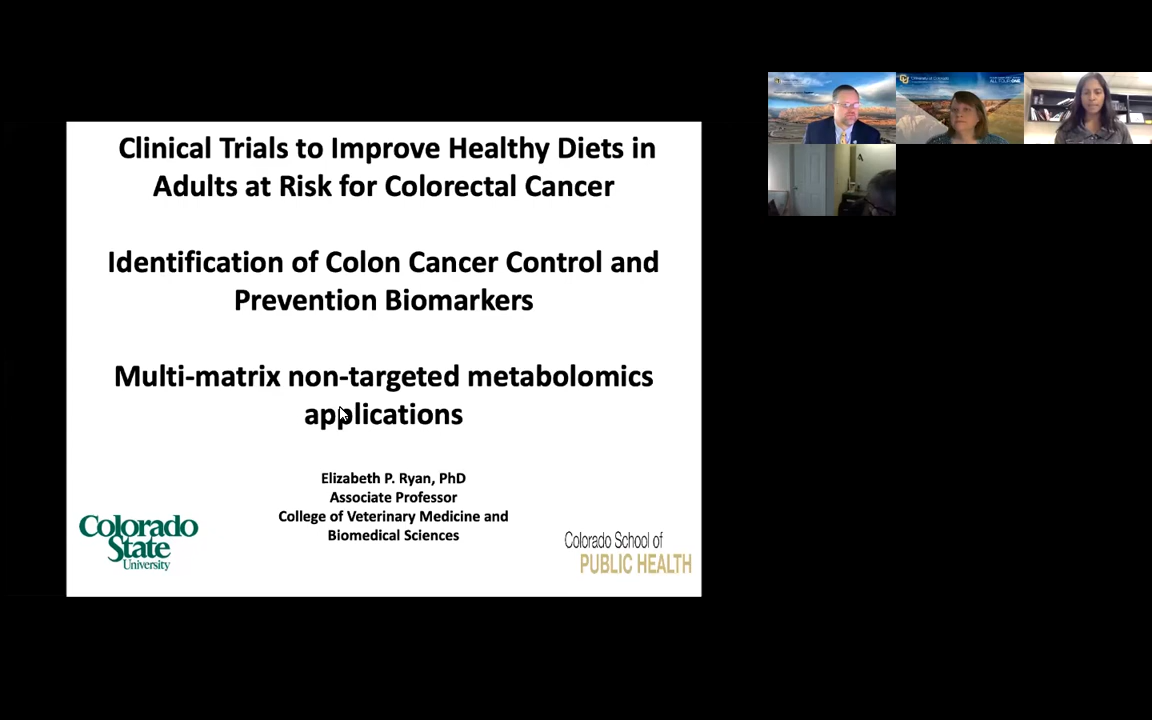 Clinical Trials to Improve Healthy Diets in
Adults at Risk for Colorectal Cancer
Identification of Colon Cancer Control and
Prevention Biomarkers
Multi-matrix non-targeted metabolomics
applications
Elizabeth P. Ryan, PhD
Associate Professor
College of Veterinary Medicine and
Biomedical Sciences
Colorado
State
University
Colorado School of
PUBLIC HEALTH